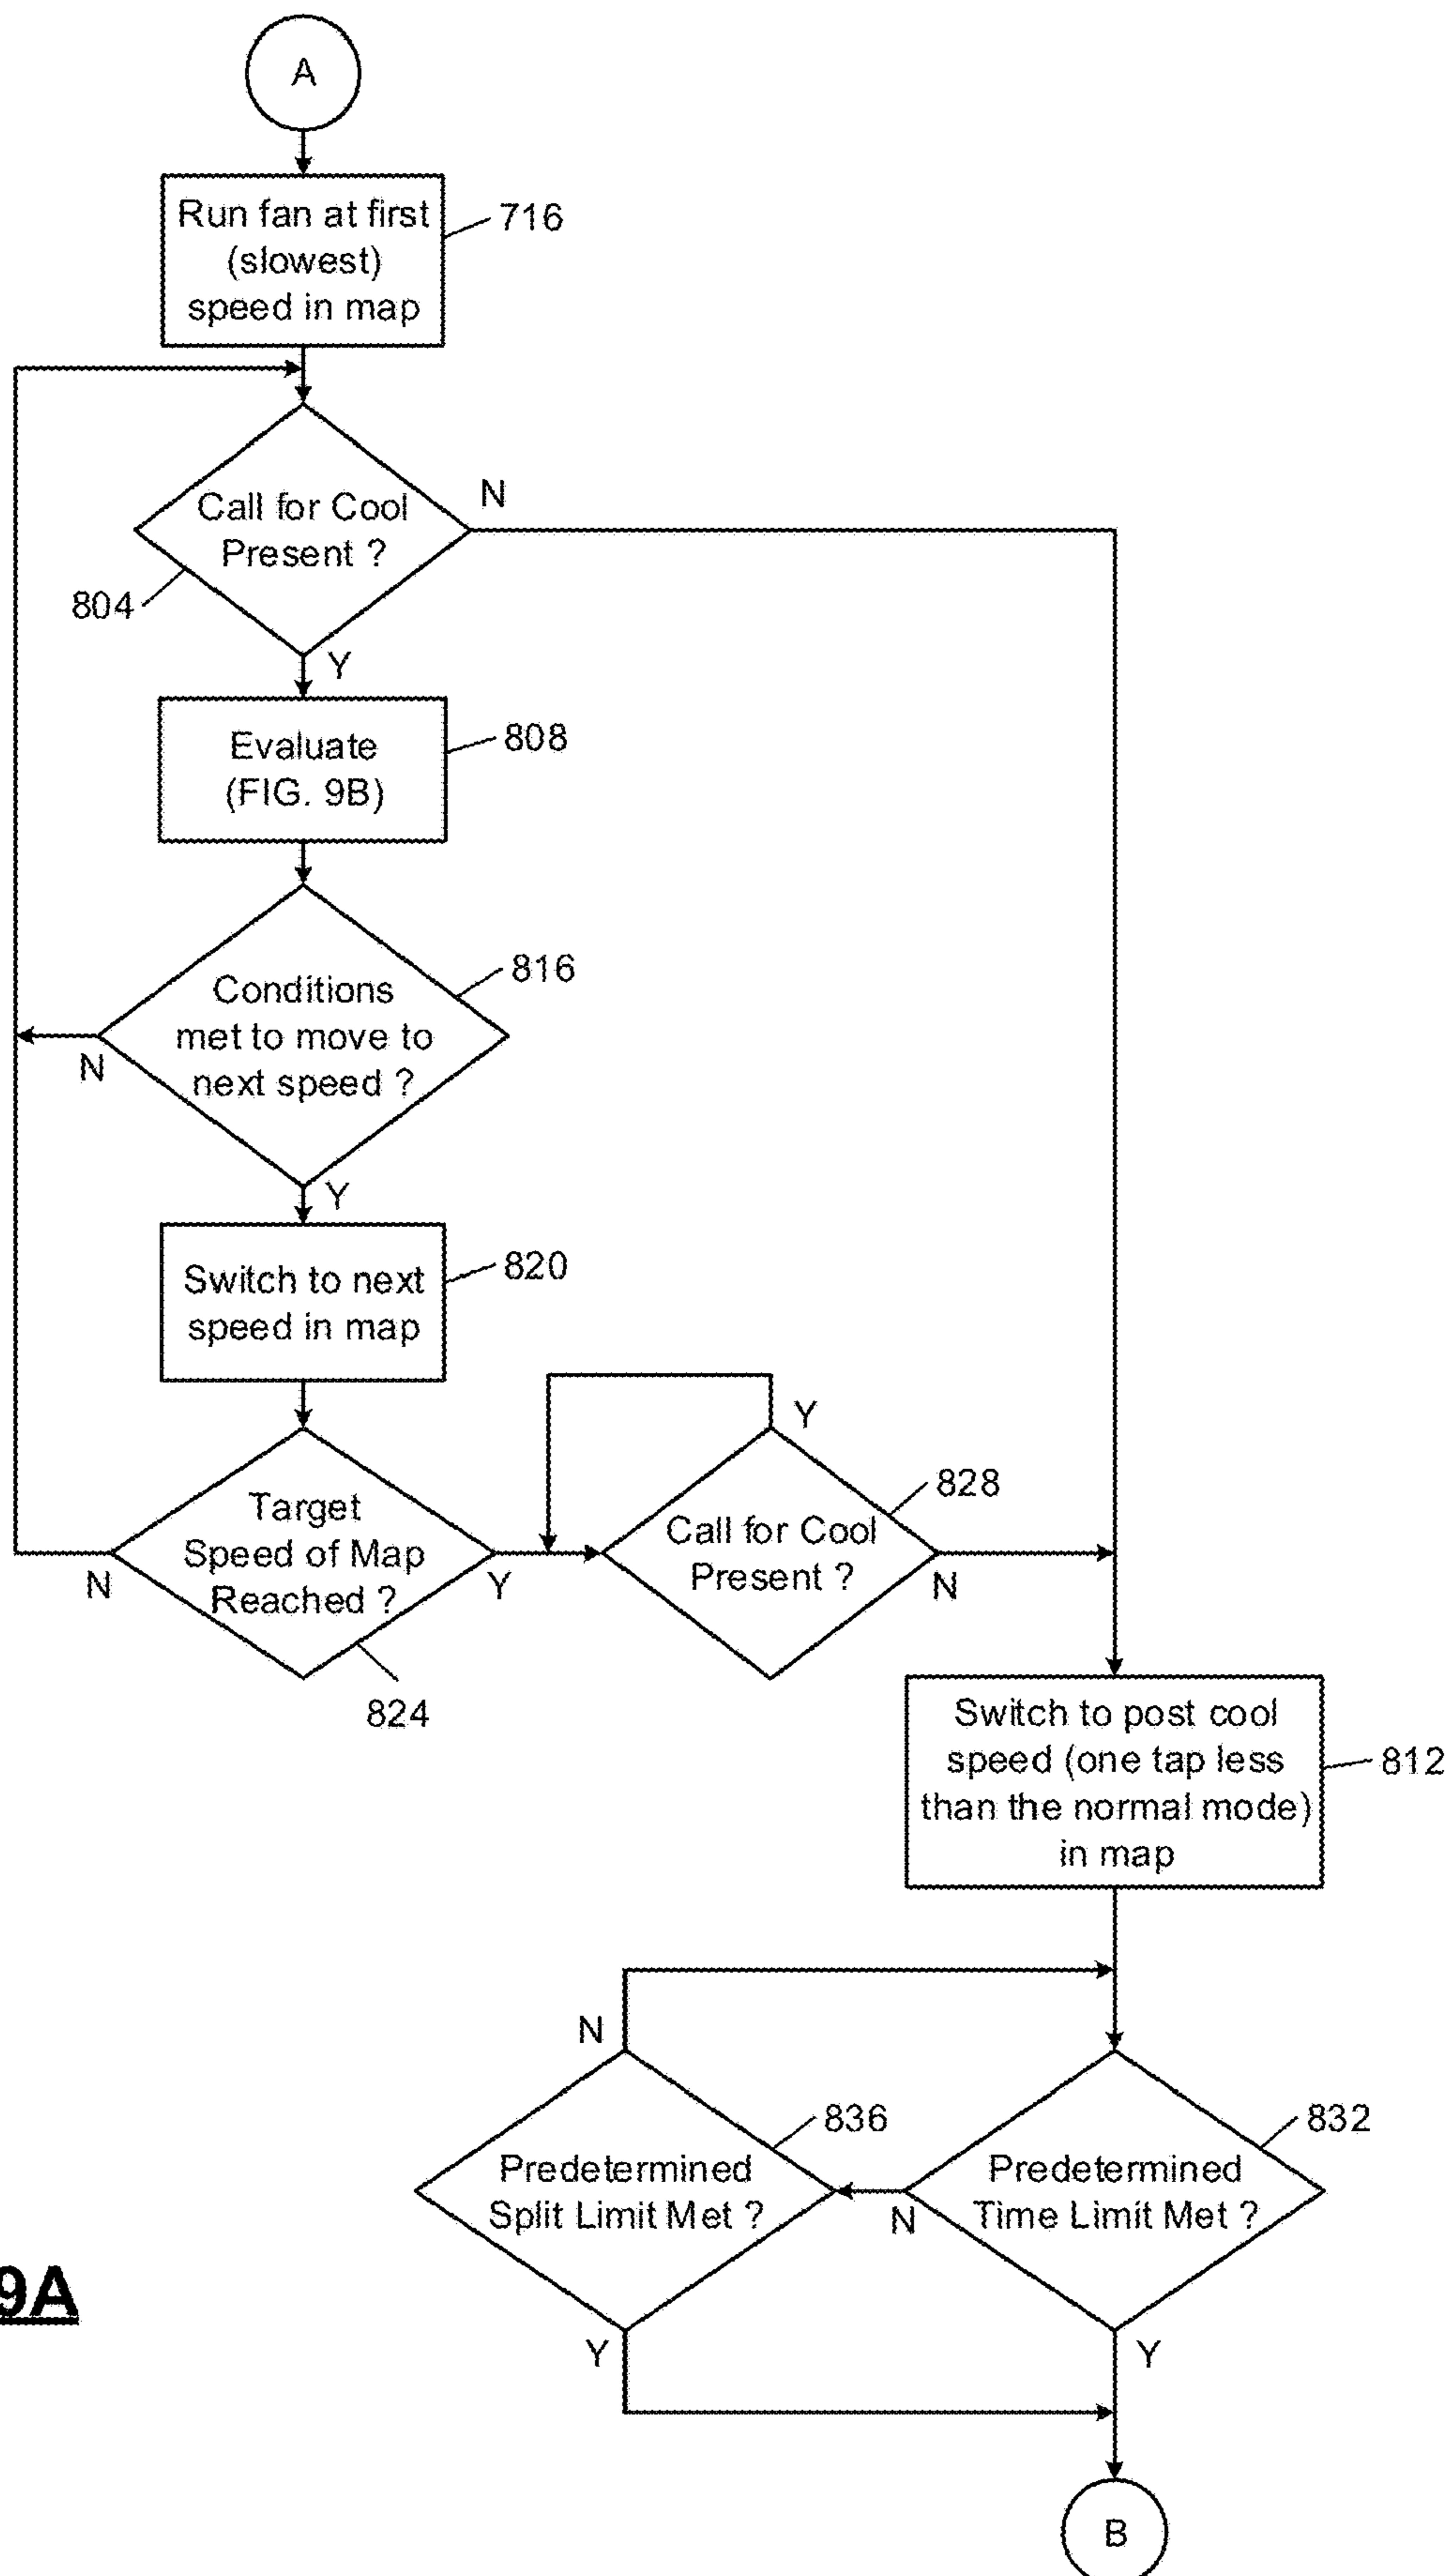 A
Run fan at first
(slowest)
speed in map
716
Call for Cool
Present ?
N
804
Y
Evaluate
(FIG. 9B)
808
Conditions
met to move to
next speed ?
816
N
Y
Switch to next
speed in map
820
Target
Speed of Map
Reached ?
N
Y
824
Y
Call for Cool
Present ?
828
N
Switch to post cool
speed (one tap less
than the normal mode)
in map
812
N
Predetermined
Split Limit Met ?
836
Y
Predetermined
Time Limit Met ?
832
N
Y
9A
B